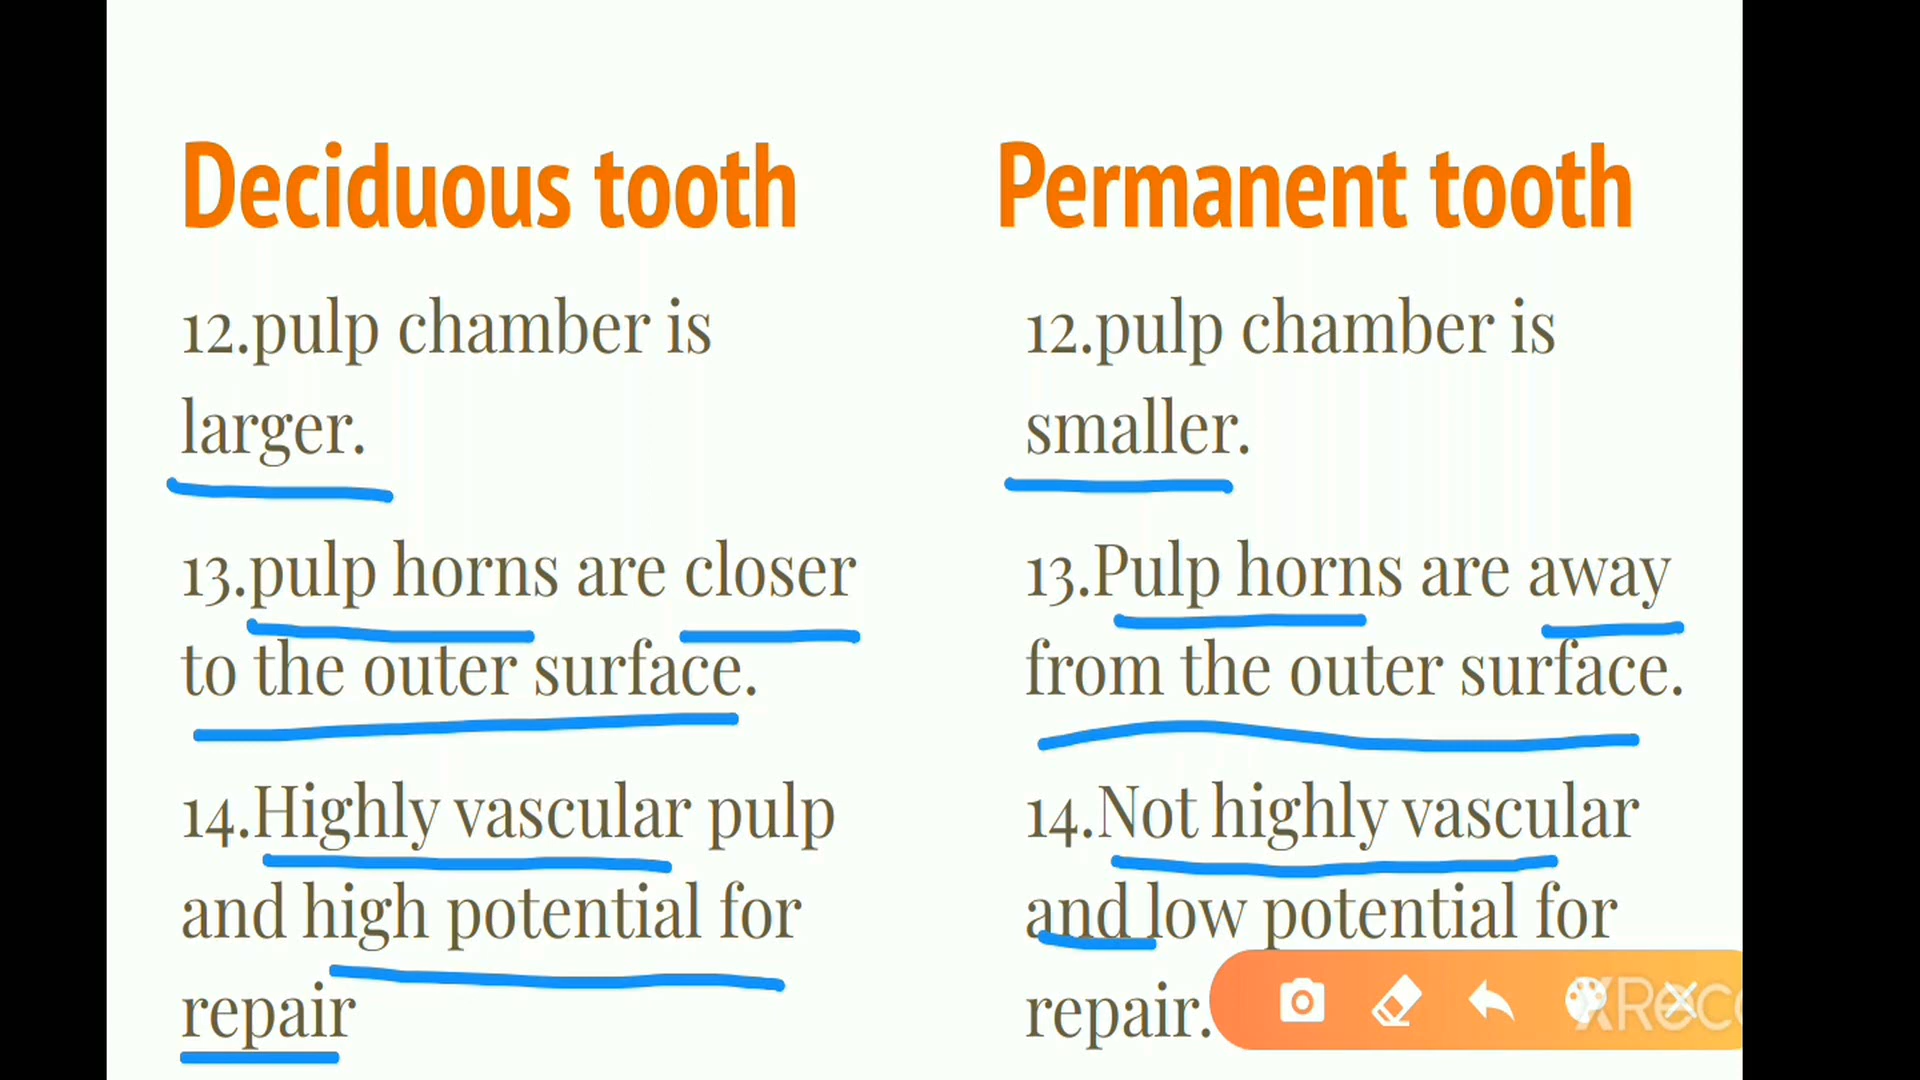 Deciduous tooth
12.pulp chamber is
larger.
13.pulp horns are closer
to the outer surface.
14.Highly vascular pulp
and high potential for
repair
Permanent tooth
12.pulp chamber is
smaller.
13.Pulp horns are away
from the outer surface.
14.Not highly vascular
and low potential for
repair.